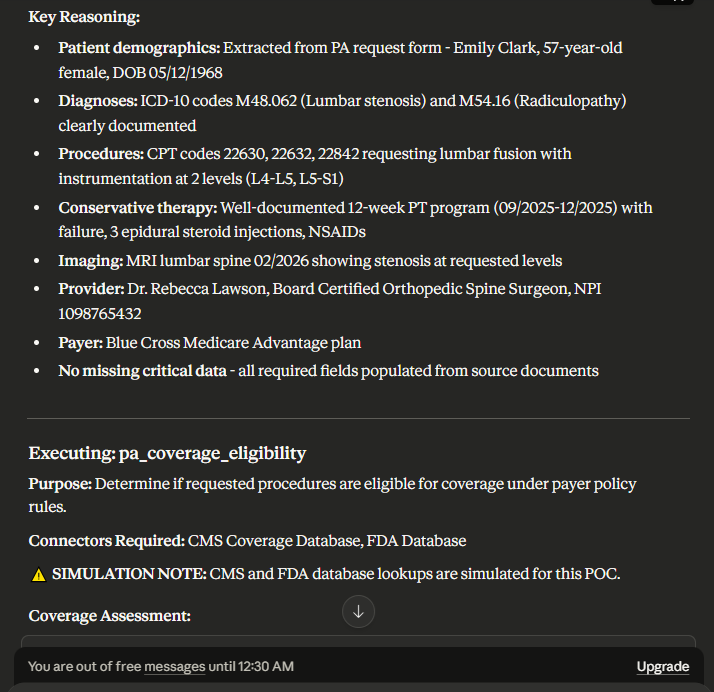 Key Reasoning:
• Patient demographics: Extracted from PA request form - Emily Clark, 57-year-old
female, DOB 05/12/1968
• Diagnoses: ICD-10 codes M48.062 (Lumbar stenosis) and M54.16 (Radiculopathy)
clearly documented
• Procedures: CPT codes 22630, 22632, 22842 requesting lumbar fusion with
instrumentation at 2 levels (L4-L5, L5-S1)
• Conservative therapy: Well-documented 12-week PT program (09/2025-12/2025) with
failure, 3 epidural steroid injections, NSAIDs
• Imaging: MRI lumbar spine 02/2026 showing stenosis at requested levels
• Provider: Dr. Rebecca Lawson, Board Certified Orthopedic Spine Surgeon, NPI
1098765432
• Payer: Blue Cross Medicare Advantage plan
• No missing critical data - all required fields populated from source documents
Executing: pa_coverage_eligibility
Purpose: Determine if requested procedures are eligible for coverage under payer policy
rules.
Connectors Required: CMS Coverage Database, FDA Database
⚠️ SIMULATION NOTE: CMS and FDA database lookups are simulated for this POC.
Coverage Assessment:
You are out of free messages until 12:30 AM
Upgrade